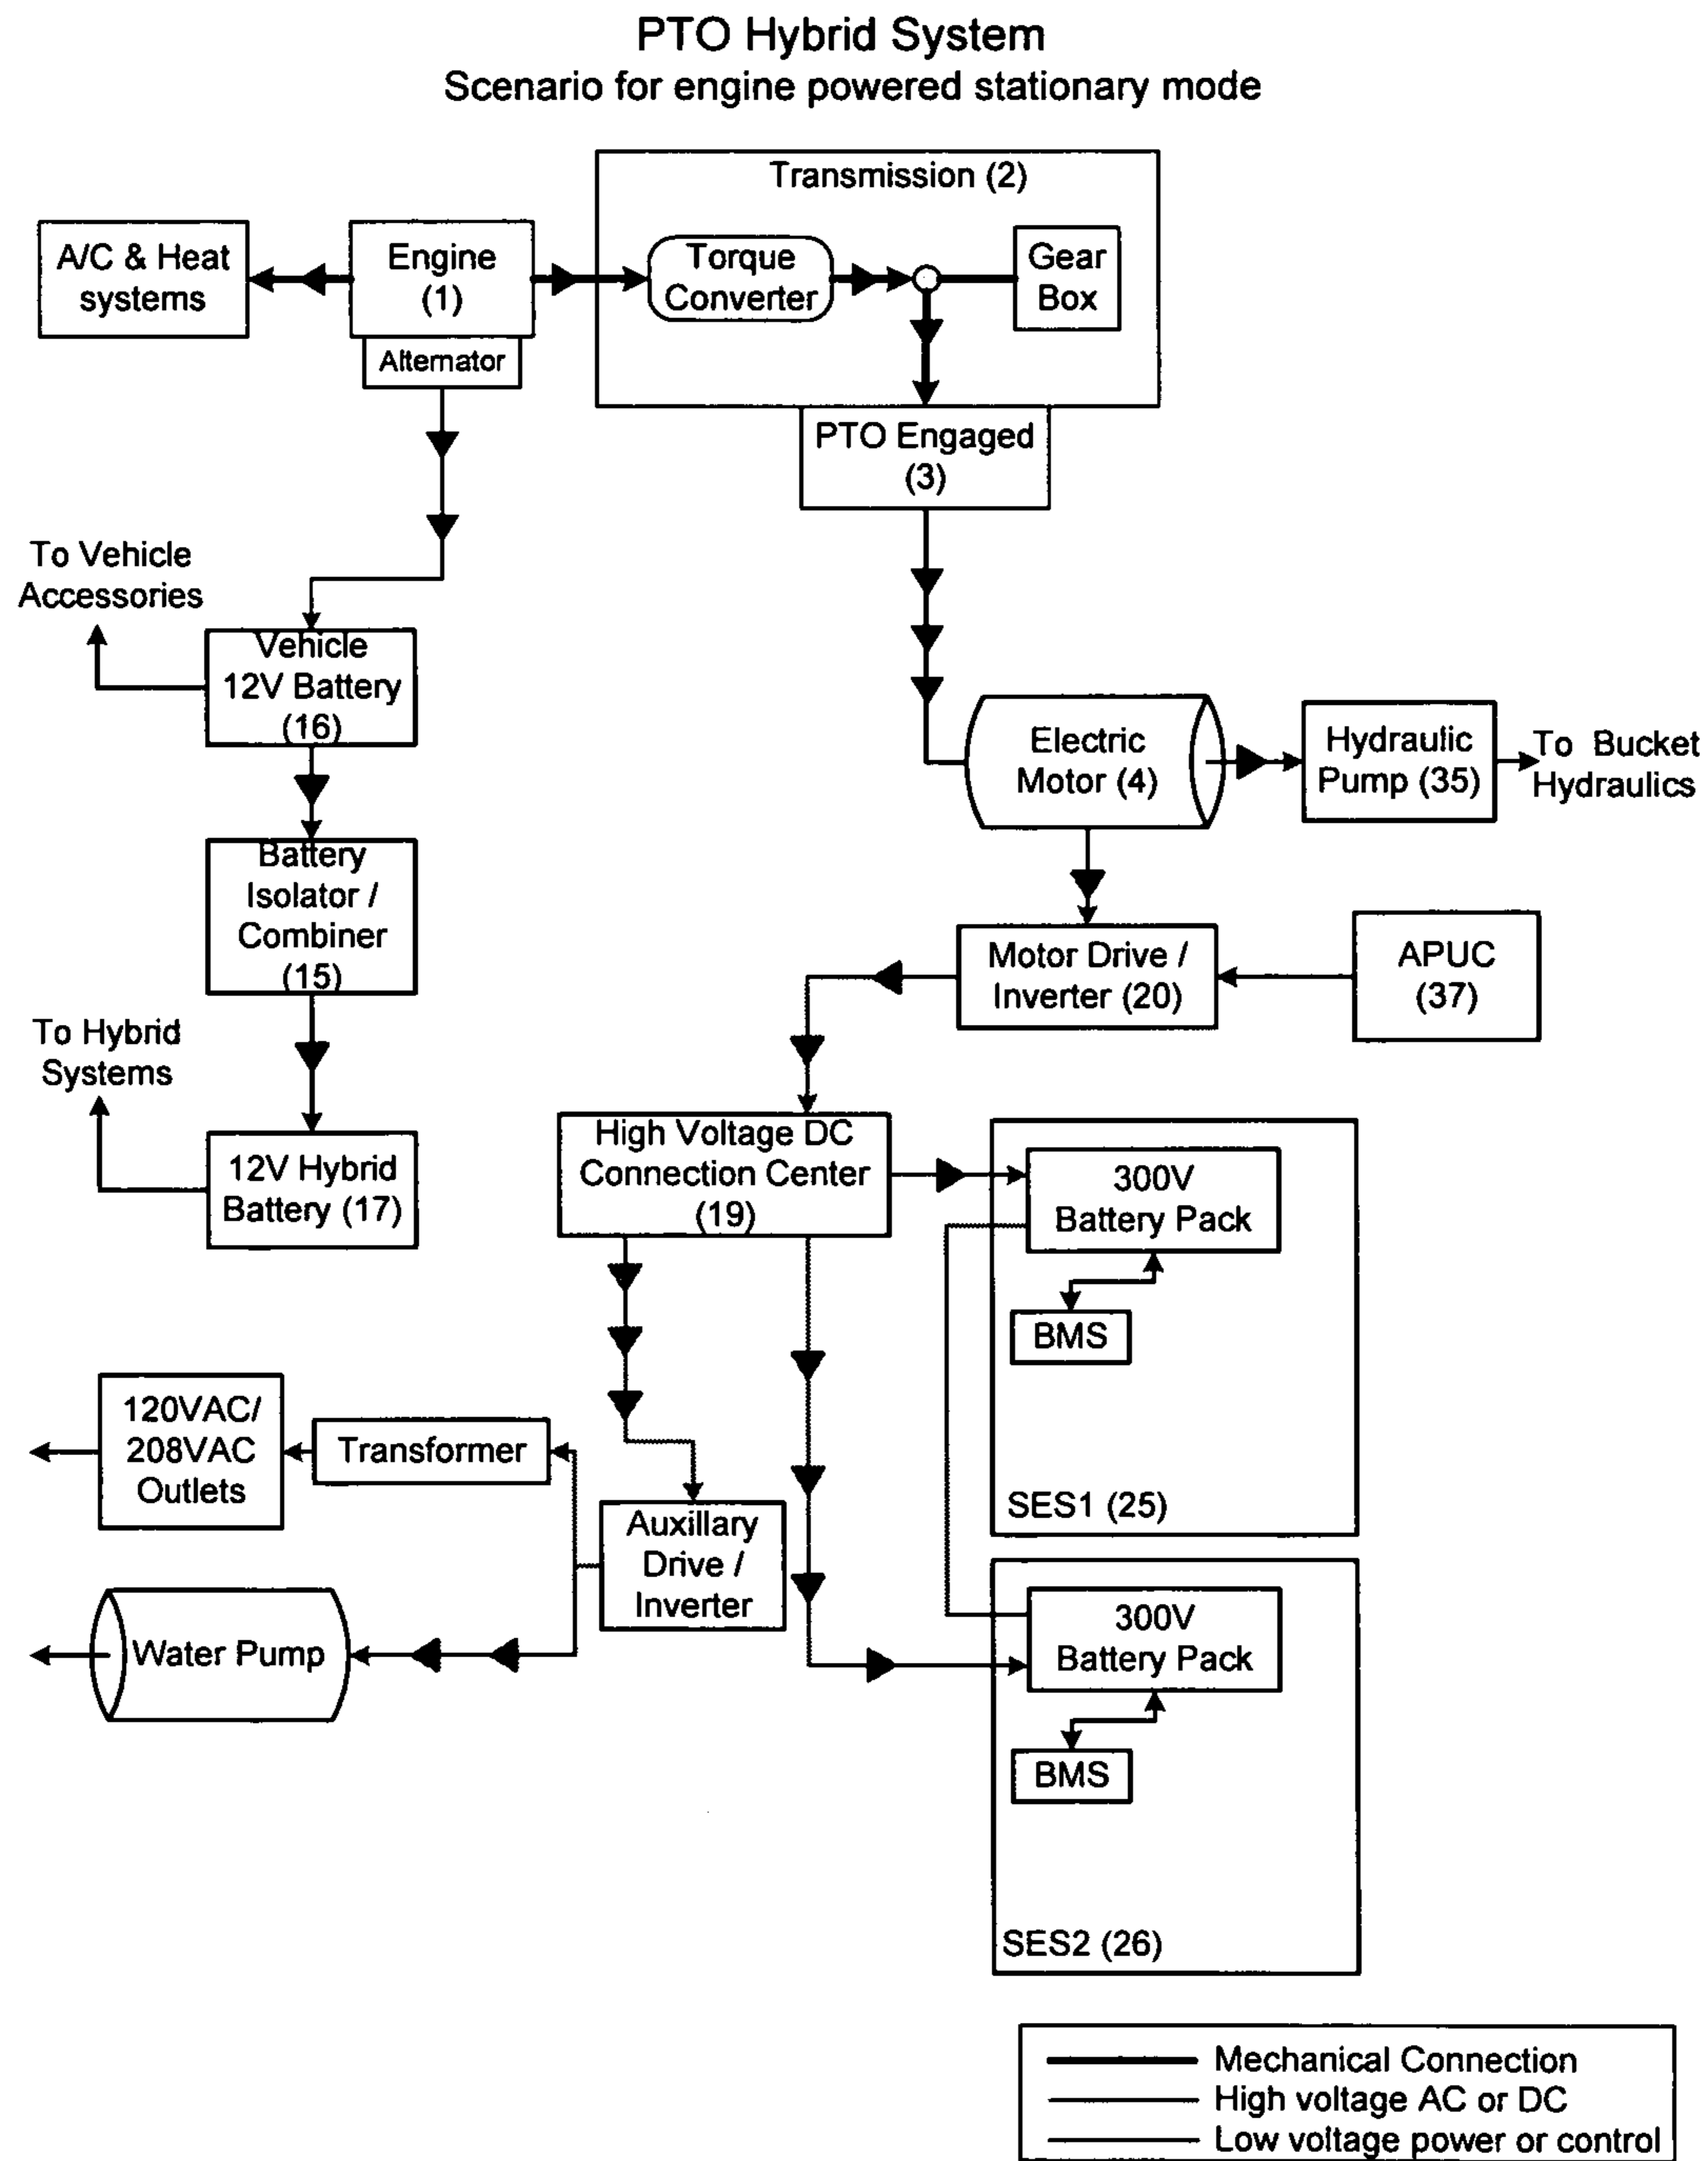 PTO Hybrid System
Scenario for engine powered stationary mode
Transmission (2)
A/C & Heat
systems
Engine
(1)
Alternator
Torque
Converter
Gear
Box
PTO Engaged
(3)
To Vehicle
Accessories
Vehicle
12V Battery
(16)
Electric
Motor (4)
Hydraulic
Pump (35)
To Bucket
Hydraulics
Battery
Isolator /
Combiner
(15)
Motor Drive /
Inverter (20)
APUC
(37)
To Hybrid
Systems
12V Hybrid
Battery (17)
High Voltage DC
Connection Center
(19)
300V
Battery Pack
BMS
SES1 (25)
120VAC/
208VAC
Outlets
Transformer
Auxillary
Drive /
Inverter
Water Pump
300V
Battery Pack
BMS
SES2 (26)
Mechanical Connection
High voltage AC or DC
Low voltage power or control